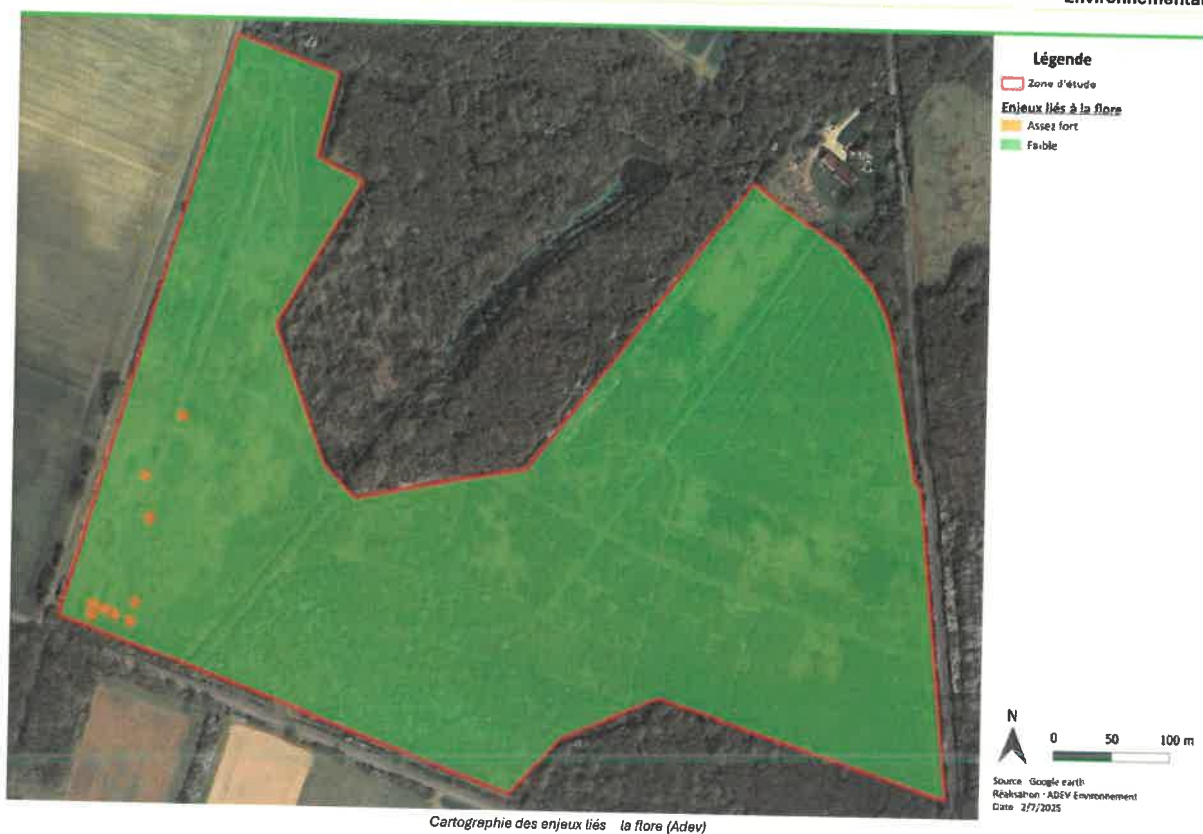 Environnemental
Légende
Zone d'étude
Enjeux liés à la flore
Assez fort
Faible
N
0 50 100 m
Source Google earth
Réalisation : ADEV Environnement
Date 2/7/2025
Cartographie des enjeux liés la flore (Adev)